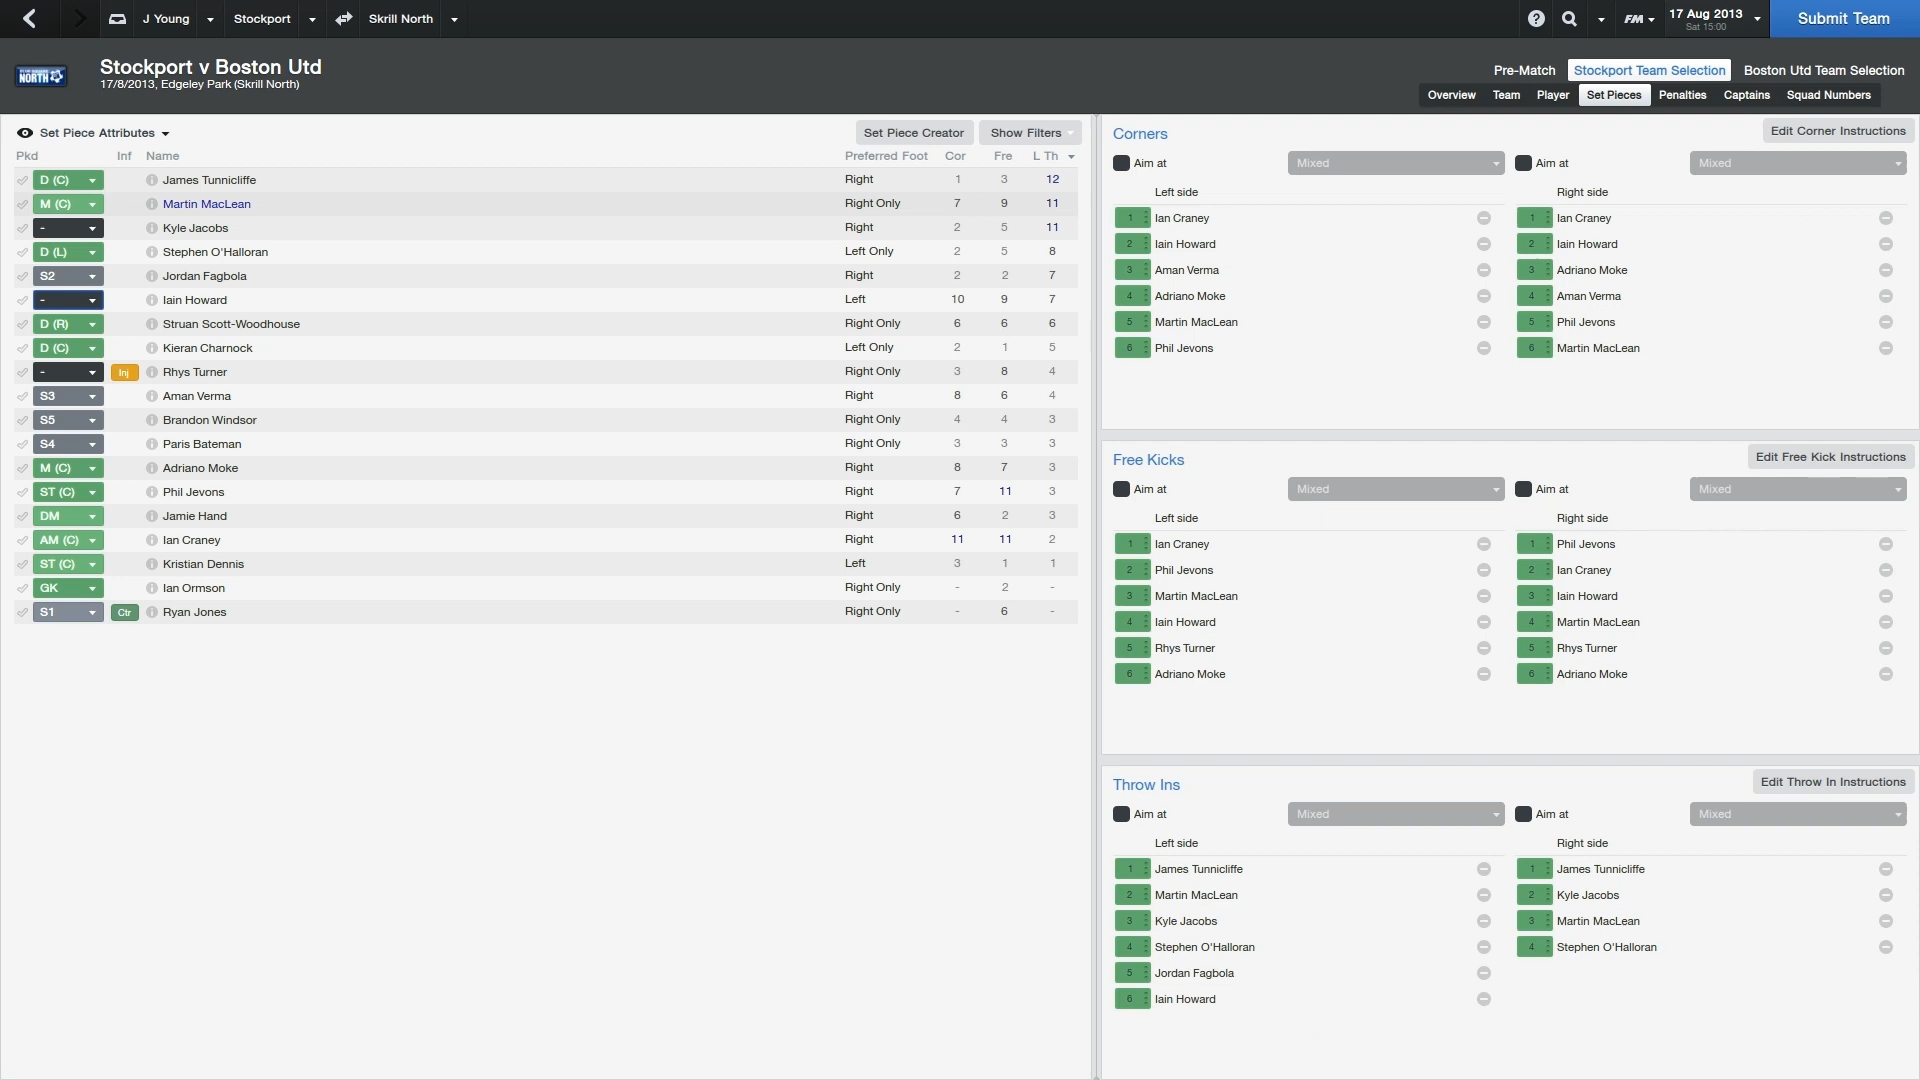 J Young Stockport Skrill North ? FM 17 Aug 2013 Sat 15:00 Submit Team
NORTH
Stockport v Boston Utd
17/8/2013, Edgeley Park (Skrill North)
Pre-Match Stockport Team Selection Boston Utd Team Selection
Overview Team Player Set Pieces Penalties Captains Squad Numbers
Set Piece Attributes Set Piece Creator Show Filters
Pkd Inf Name Preferred Foot Cor Fre L Th
D (C) James Tunnicliffe Right 1 3 12
M (C) Martin MacLean Right Only 7 9 11
- Kyle Jacobs Right 2 5 11
D (L) Stephen O'Halloran Left Only 2 5 8
S2 Jordan Fagbola Right 2 2 7
- Iain Howard Left 10 9 7
D (R) Struan Scott-Woodhouse Right Only 6 6 6
D (C) Kieran Charnock Left Only 2 1 5
- Inj Rhys Turner Right Only 3 8 4
S3 Aman Verma Right 8 6 4
S5 Brandon Windsor Right Only 4 4 3
S4 Paris Bateman Right Only 3 3 3
M (C) Adriano Moke Right 8 7 3
ST (C) Phil Jevons Right 7 11 3
DM Jamie Hand Right 6 2 3
AM (C) Ian Craney Right 11 11 2
ST (C) Kristian Dennis Left 3 1 1
GK Ian Ormson Right Only - 2 -
S1 Ctr Ryan Jones Right Only - 6 -
Corners Edit Corner Instructions
Aim at Mixed Aim at Mixed
Left side Right side
1 Ian Craney 1 Ian Craney
2 Iain Howard 2 Iain Howard
3 Aman Verma 3 Adriano Moke
4 Adriano Moke 4 Aman Verma
5 Martin MacLean 5 Phil Jevons
6 Phil Jevons 6 Martin MacLean
Free Kicks Edit Free Kick Instructions
Aim at Mixed Aim at Mixed
Left side Right side
1 Ian Craney 1 Phil Jevons
2 Phil Jevons 2 Ian Craney
3 Martin MacLean 3 Iain Howard
4 Iain Howard 4 Martin MacLean
5 Rhys Turner 5 Rhys Turner
6 Adriano Moke 6 Adriano Moke
Throw Ins Edit Throw In Instructions
Aim at Mixed Aim at Mixed
Left side Right side
1 James Tunnicliffe 1 James Tunnicliffe
2 Martin MacLean 2 Kyle Jacobs
3 Kyle Jacobs 3 Martin MacLean
4 Stephen O'Halloran 4 Stephen O'Halloran
5 Jordan Fagbola
6 Iain Howard